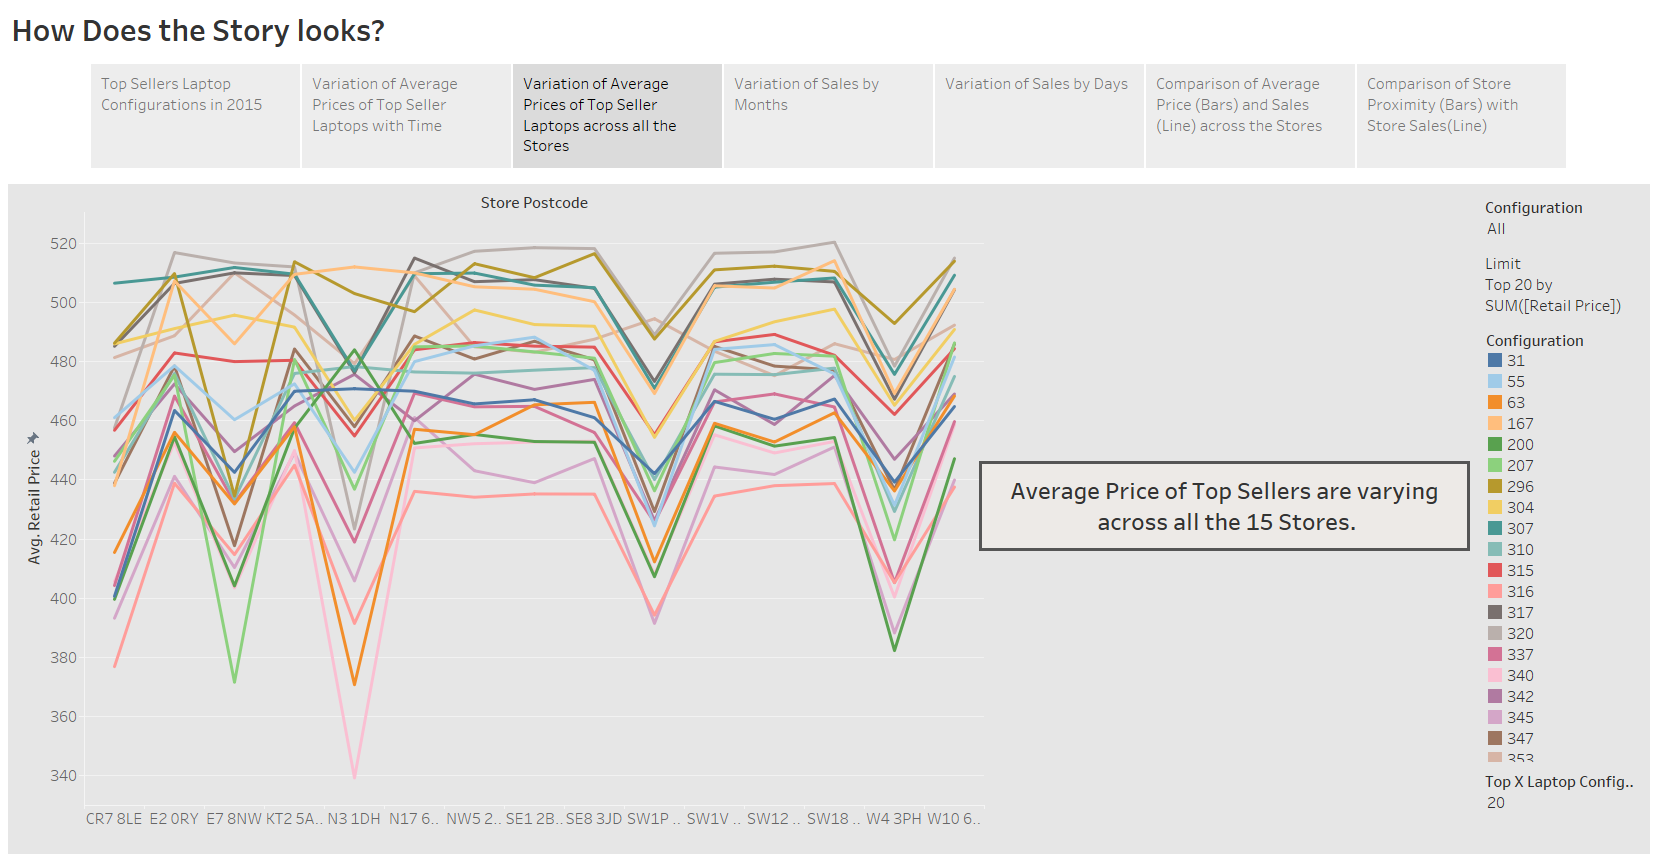 How Does the Story looks?
Top Sellers Laptop
Configurations in 2015
Variation of Average
Prices of Top Seller
Laptops with Time
Variation of Average
Prices of Top Seller
Laptops across all the
Stores
Variation of Sales by
Months
Variation of Sales by Days
Comparison of Average
Price (Bars) and Sales
(Line) across the Stores
Comparison of Store
Proximity (Bars) with
Store Sales(Line)
Store Postcode
520
500
480
460
440
420
400
380
360
340
Avg. Retail Price
CR7 8LE E2 0RY E7 8NW KT2 5A.. N3 1DH N17 6.. NW5 2.. SE1 2B.. SE8 3JD SW1P .. SW1V .. SW12 .. SW18 .. W4 3PH W10 6..
Average Price of Top Sellers are varying
across all the 15 Stores.
Configuration
All
Limit
Top 20 by
SUM([Retail Price])
Configuration
31
55
63
167
200
207
296
304
307
310
315
316
317
320
337
340
342
345
347
353
Top X Laptop Config..
20